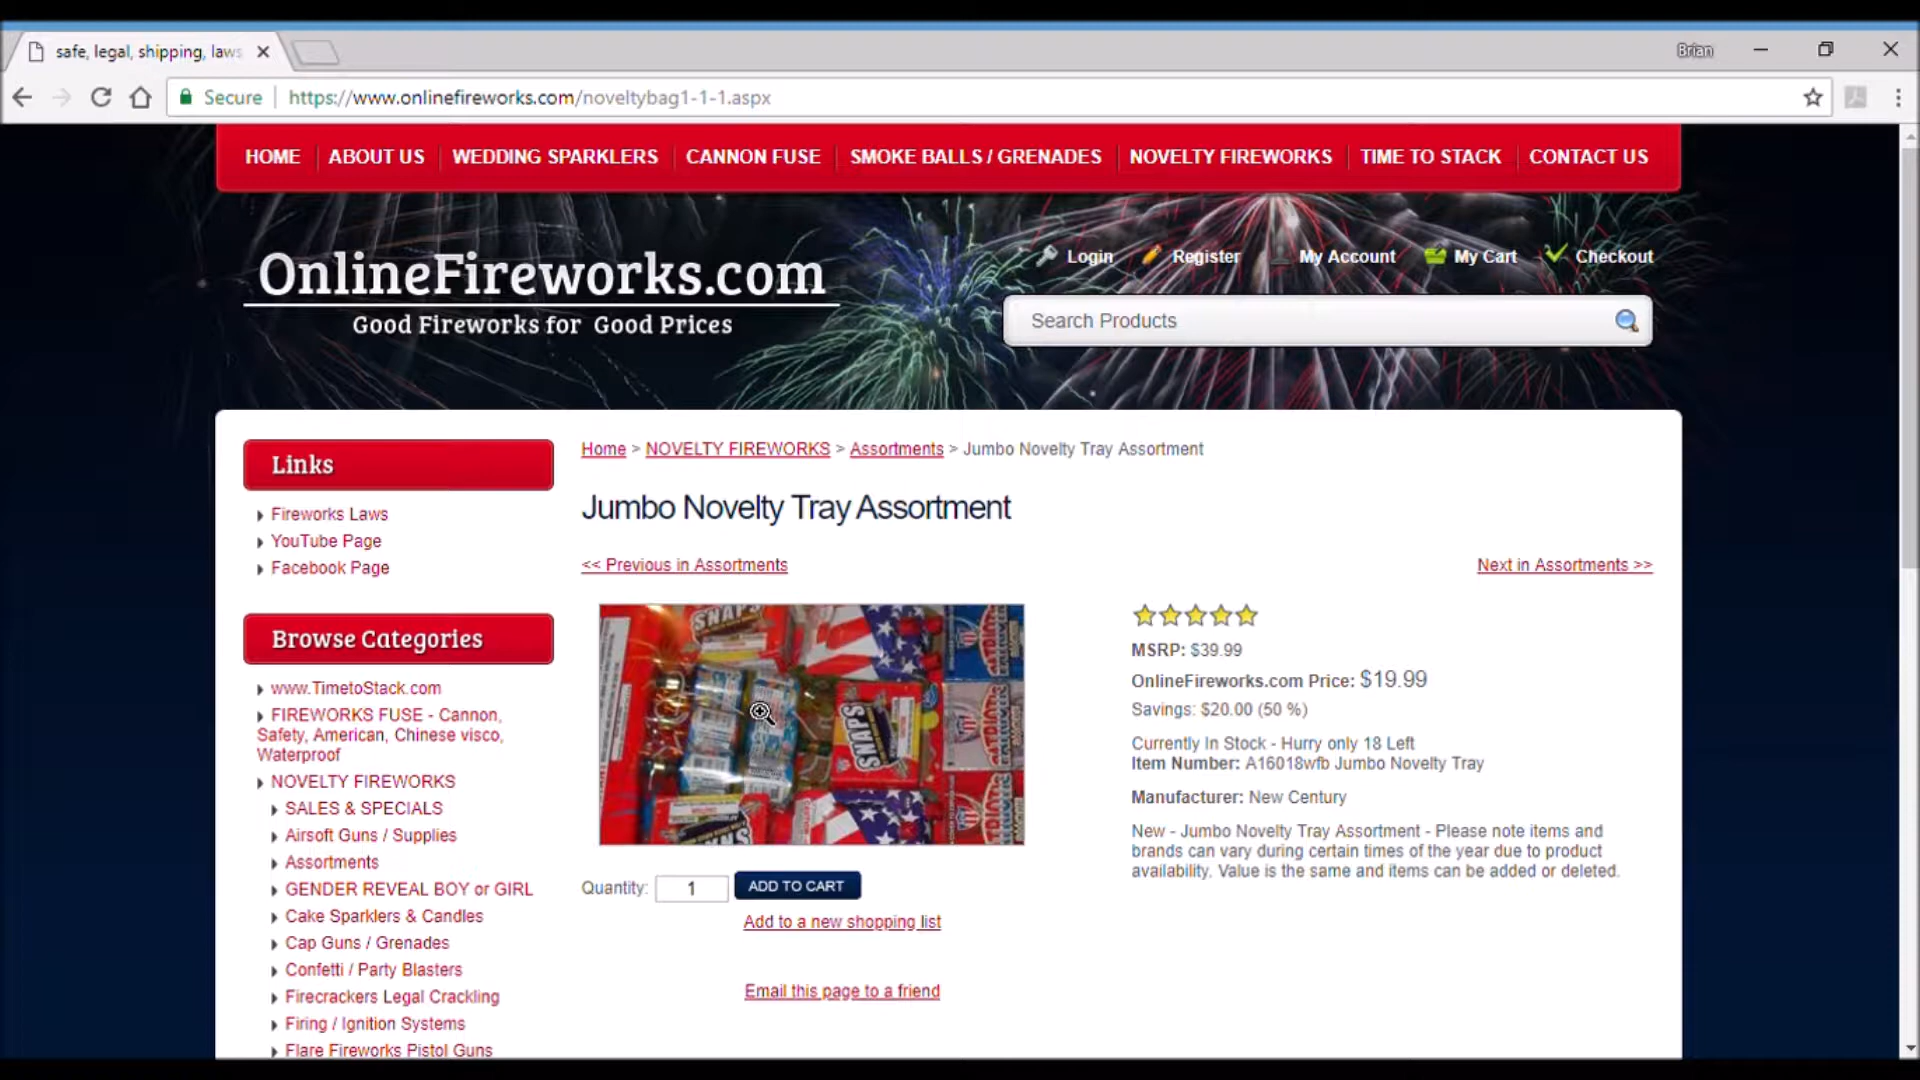 safe, legal, shipping, laws
Brian
Secure
https://www.onlinefireworks.com/noveltybag1-1-1.aspx
HOME
ABOUT US
WEDDING SPARKLERS
CANNON FUSE
SMOKE BALLS / GRENADES
NOVELTY FIREWORKS
TIME TO STACK
CONTACT US
OnlineFireworks.com
Good Fireworks for Good Prices
Login
Register
My Account
My Cart
Checkout
Search Products
Links
Fireworks Laws
YouTube Page
Facebook Page
Browse Categories
www.TimetoStack.com
FIREWORKS FUSE - Cannon,
Safety, American, Chinese visco,
Waterproof
NOVELTY FIREWORKS
SALES & SPECIALS
Airsoft Guns / Supplies
Assortments
GENDER REVEAL BOY or GIRL
Cake Sparklers & Candles
Cap Guns / Grenades
Confetti / Party Blasters
Firecrackers Legal Crackling
Firing / Ignition Systems
Flare Fireworks Pistol Guns
Home > NOVELTY FIREWORKS > Assortments > Jumbo Novelty Tray Assortment
Jumbo Novelty Tray Assortment
<< Previous in Assortments
Next in Assortments >>
SNAPS
SNAPS
MSRP: $39.99
OnlineFireworks.com Price: $19.99
Savings: $20.00 (50 %)
Currently In Stock - Hurry only 18 Left
Item Number: A16018wfb Jumbo Novelty Tray
Manufacturer: New Century
New - Jumbo Novelty Tray Assortment - Please note items and
brands can vary during certain times of the year due to product
availability. Value is the same and items can be added or deleted.
Quantity: 1
ADD TO CART
Add to a new shopping list
Email this page to a friend